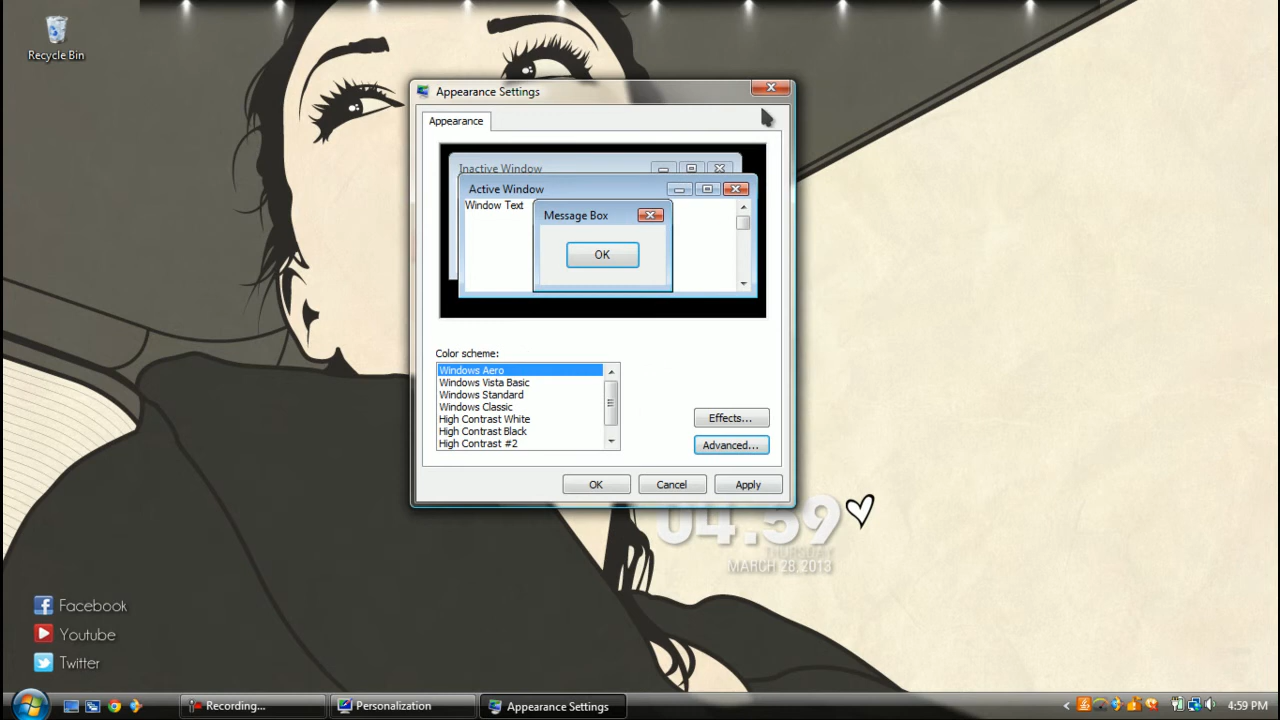 Recycle Bin
Appearance Settings
Appearance
Inactive Window
Active Window
Window Text
Message Box
OK
Color scheme:
Windows Aero
Windows Vista Basic
Windows Standard
Windows Classic
High Contrast White
High Contrast Black
High Contrast #2
Effects...
Advanced...
OK
Cancel
Apply
04.59
THURSDAY
MARCH 28, 2013
Facebook
Youtube
Twitter
Recording...
Personalization
Appearance Settings
4:59 PM